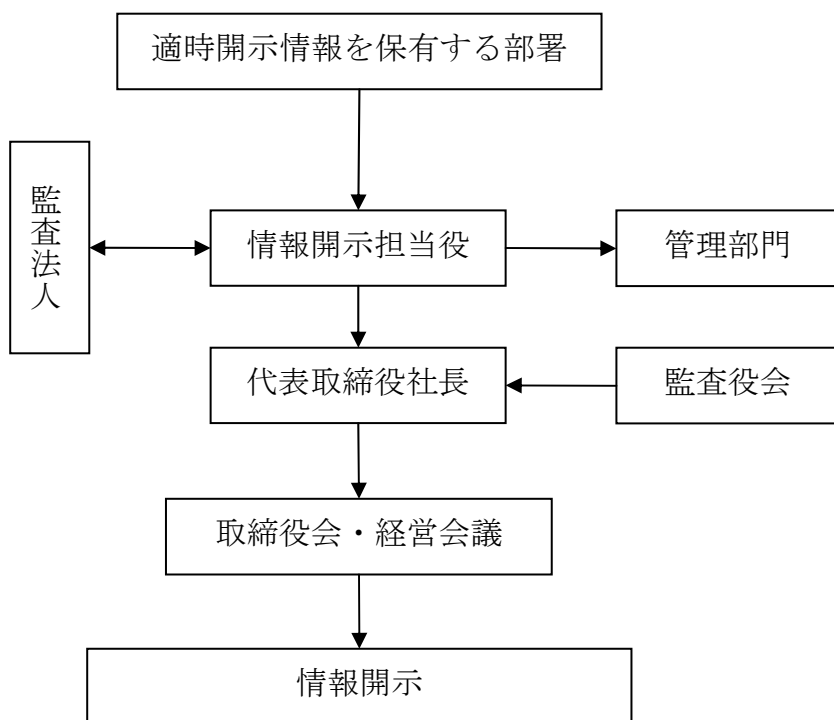 適時開示情報を保有する部署
監査法人
情報開示担当役
管理部門
代表取締役社長
監査役会
取締役会・経営会議
情報開示